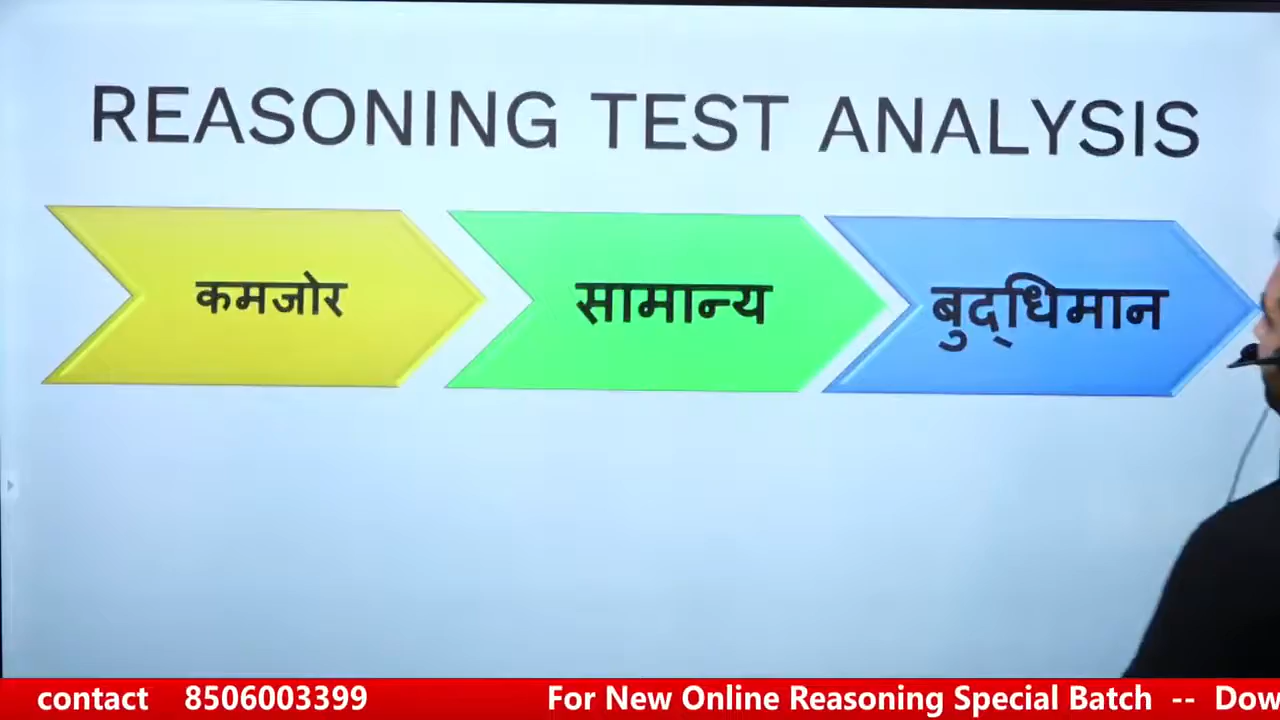 REASONING TEST ANALYSIS
कमजोर
सामान्य
बुद्‌धिमान
contact 8506003399 For New Online Reasoning Special Batch --